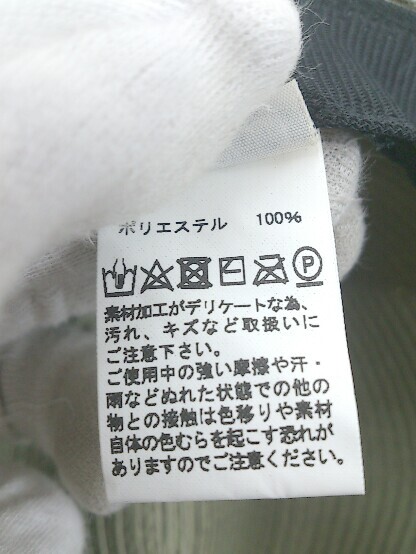 ポリエステル 100%
P
素材加工がデリケートな為、
汚れ、キズなど取扱いに
ご注意下さい。
ご使用中の強い摩擦や汗・
雨などぬれた状態での他の
物との接触は色移りや素材
自体の色むらを起こす恐れが
ありますのでご注意ください。